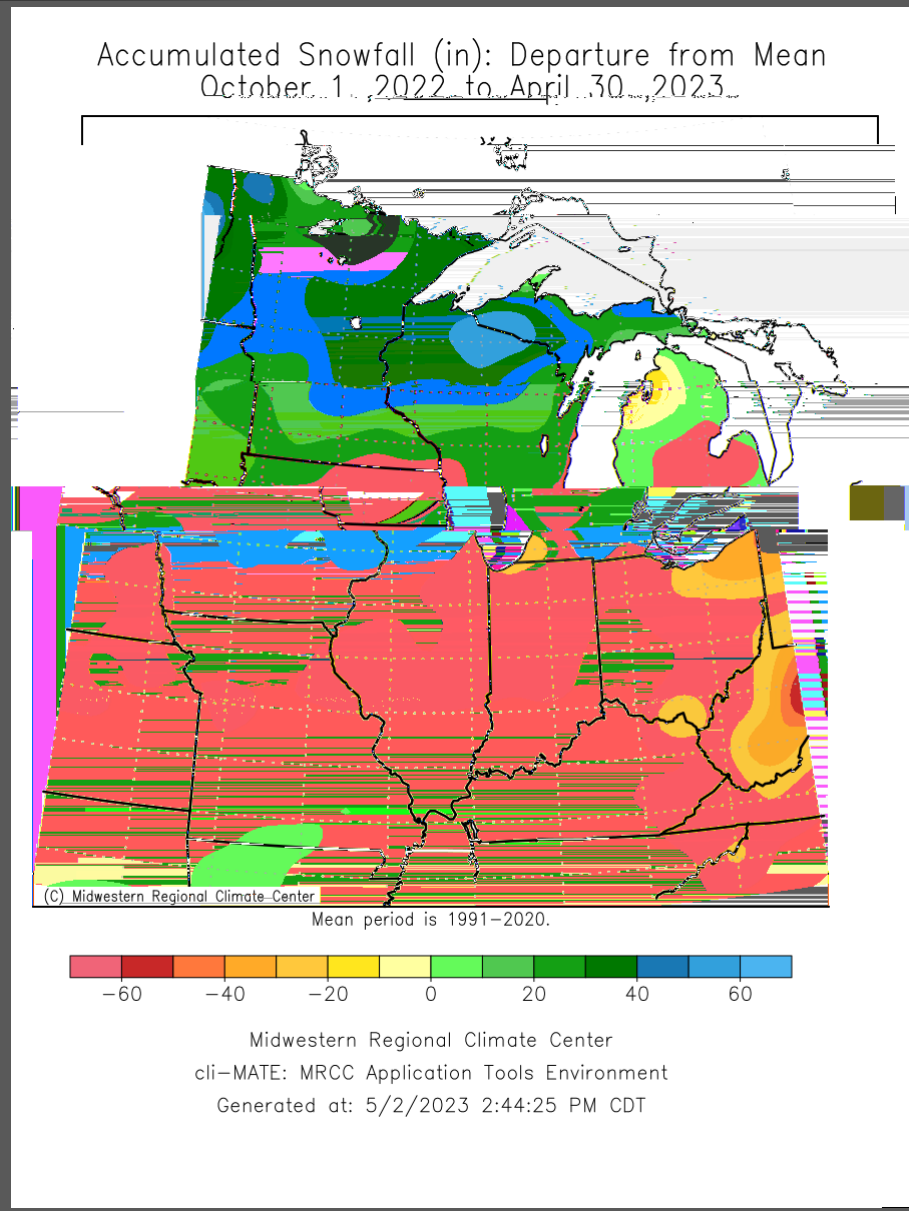 Accumulated Snowfall (in): Departure from Mean
October 1, 2022 to April 30, 2023
(C) Midwestern Regional Climate Center
Mean period is 1991-2020.
-60 -40 -20 0 20 40 60
Midwestern Regional Climate Center
cli-MATE: MRCC Application Tools Environment
Generated at: 5/2/2023 2:44:25 PM CDT